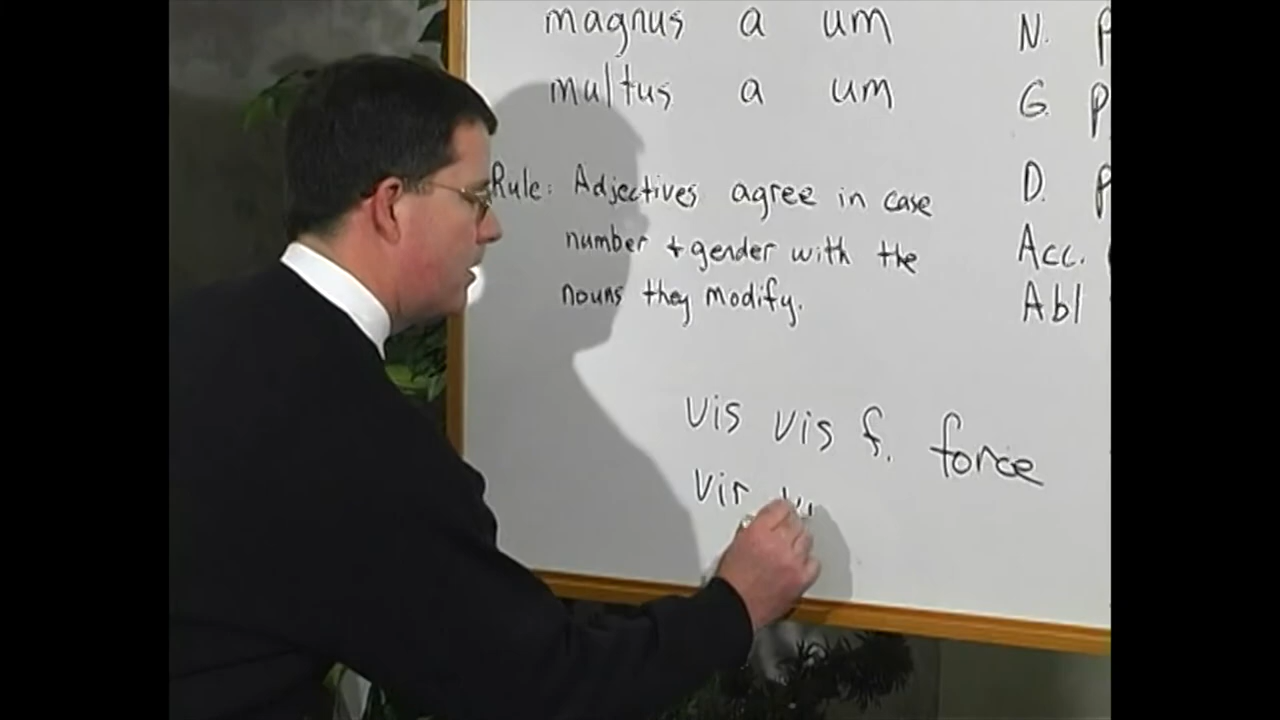 magnus a um N.
multus a um G.
Rule: Adjectives agree in case D.
number + gender with the Acc.
nouns they modify. Abl
vis vis f. force
vir vi